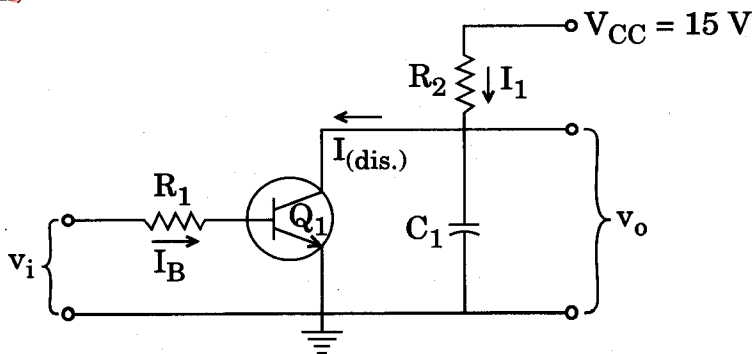 V_CC = 15 V
R_2
I_1
I_(dis.)
R_1
Q_1
C_1
v_o
v_i
I_B